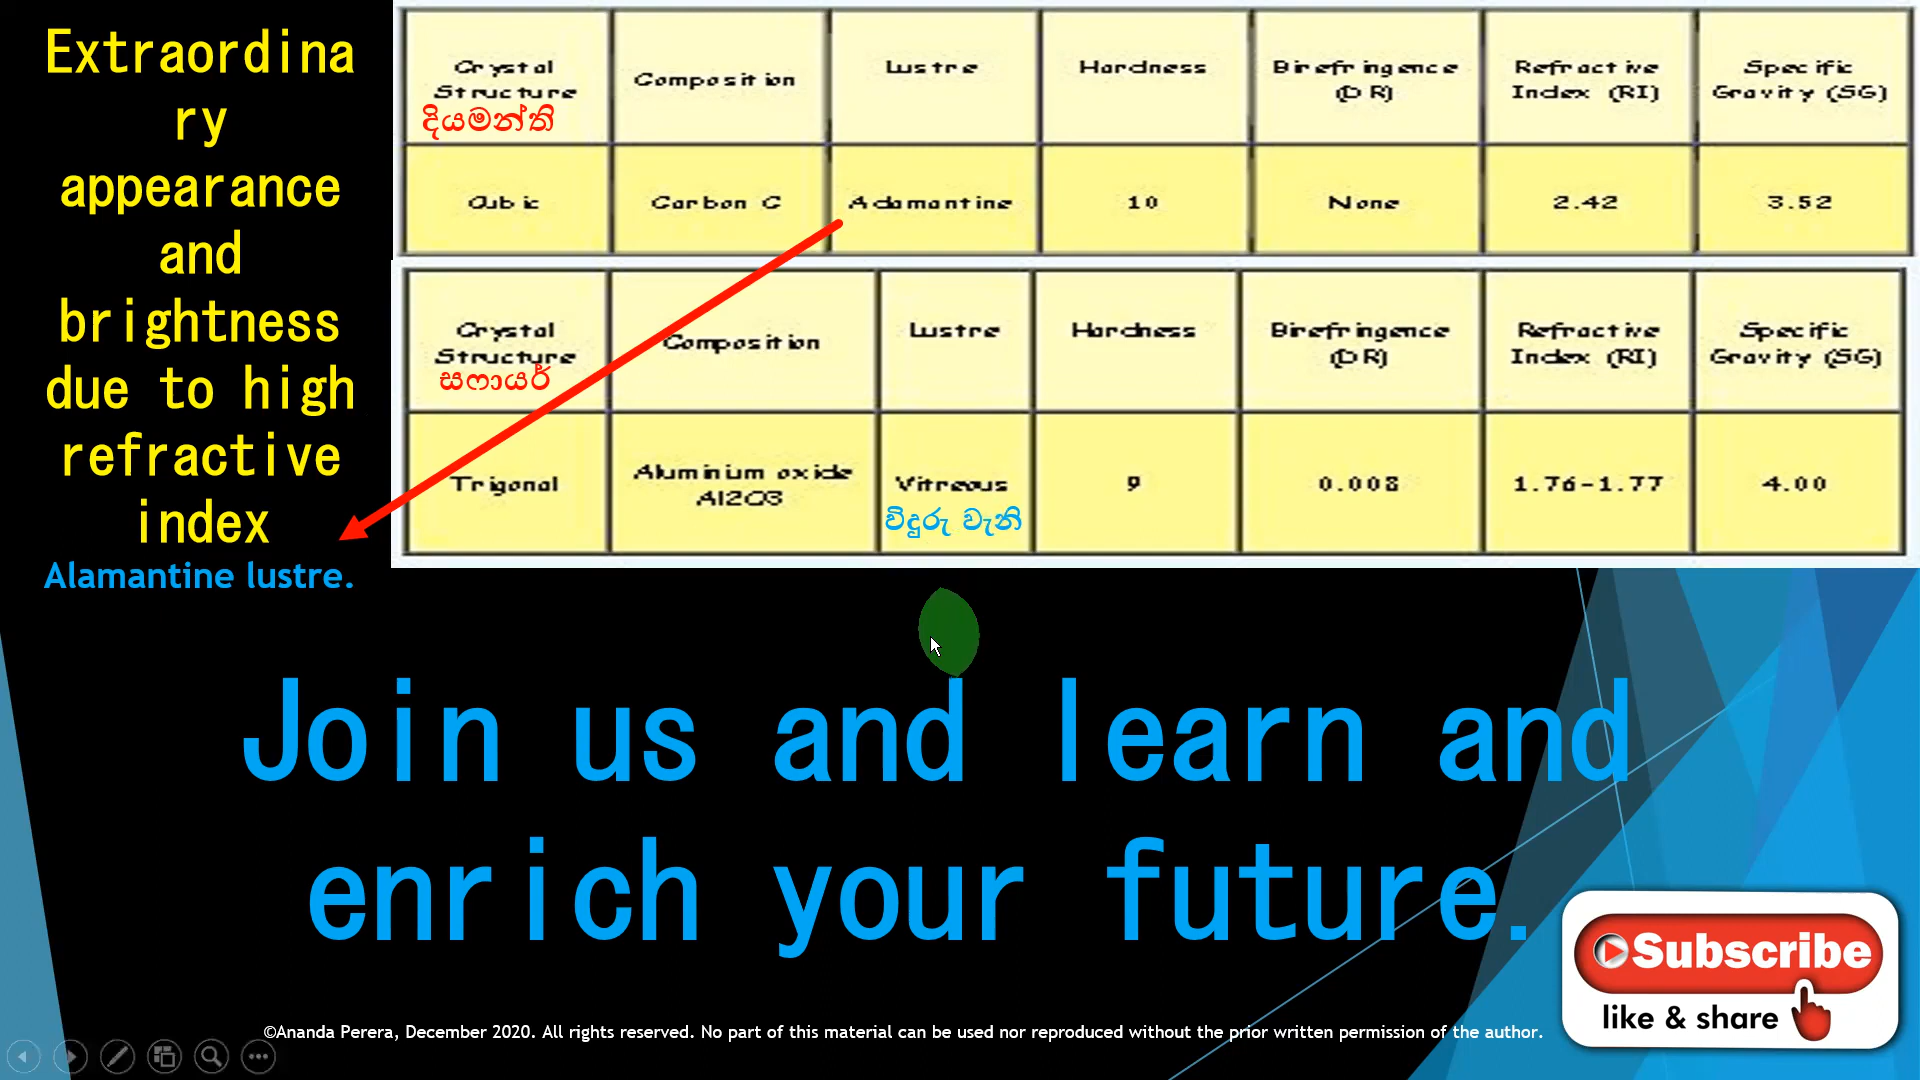 Extraordina
ry
appearance
and
brightness
due to high
refractive
index
Alamantine lustre.
Crystal Structure Composition Lustre Hardness Birefringence (DR) Refractive Index (RI) Specific Gravity (SG)
දියමන්ති
Cubic Carbon C Adamantine 10 None 2.42 3.52
Crystal Structure Composition Lustre Hardness Birefringence (DR) Refractive Index (RI) Specific Gravity (SG)
සෆායර්
Trigonal Aluminium oxide Al2O3 Vitreous 9 0.008 1.76-1.77 4.00
විදුරු වැනි
Join us and learn and
enrich your future.
Subscribe
like & share
©Ananda Perera, December 2020. All rights reserved. No part of this material can be used nor reproduced without the prior written permission of the author.